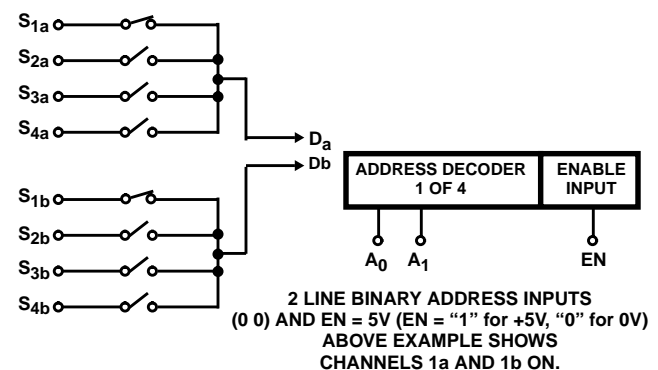 S1a
S2a
S3a
S4a
Da
Db
S1b
S2b
S3b
S4b
ADDRESS DECODER
1 OF 4
ENABLE
INPUT
A0 A1
EN
2 LINE BINARY ADDRESS INPUTS
(0 0) AND EN = 5V (EN = “1” for +5V, “0” for 0V)
ABOVE EXAMPLE SHOWS
CHANNELS 1a AND 1b ON.